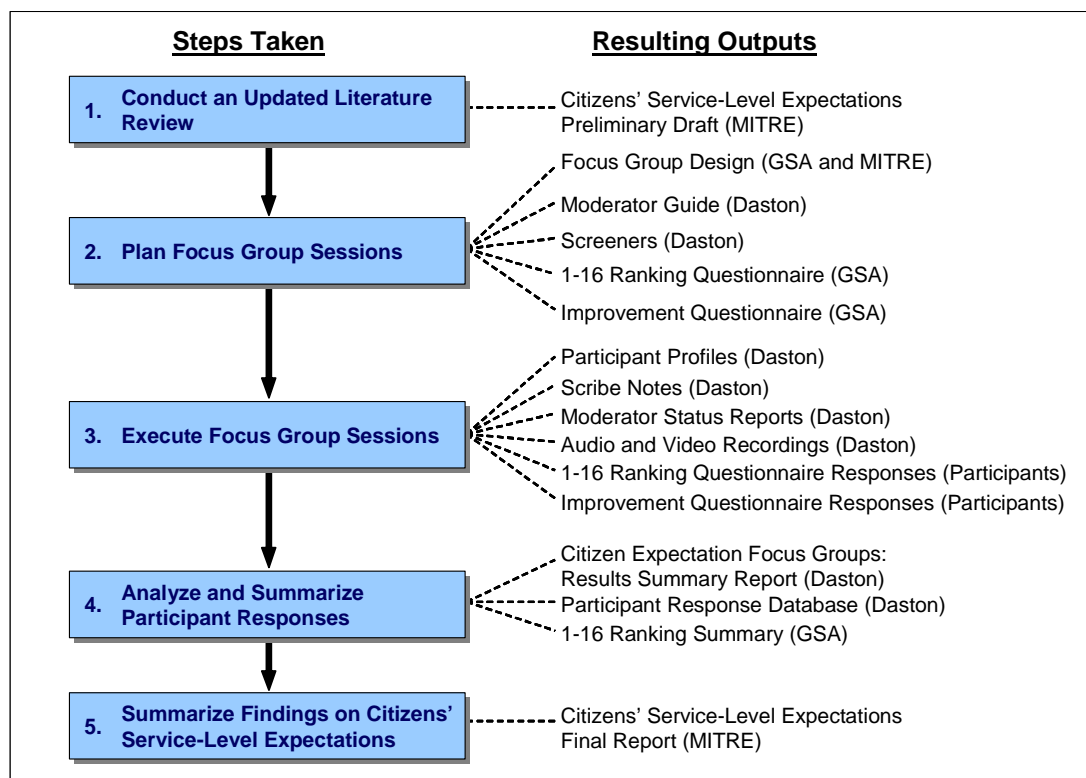 Steps Taken
Resulting Outputs
1. Conduct an Updated Literature
Review
Citizens’ Service-Level Expectations
Preliminary Draft (MITRE)
2. Plan Focus Group Sessions
Focus Group Design (GSA and MITRE)
Moderator Guide (Daston)
Screeners (Daston)
1-16 Ranking Questionnaire (GSA)
Improvement Questionnaire (GSA)
3. Execute Focus Group Sessions
Participant Profiles (Daston)
Scribe Notes (Daston)
Moderator Status Reports (Daston)
Audio and Video Recordings (Daston)
1-16 Ranking Questionnaire Responses (Participants)
Improvement Questionnaire Responses (Participants)
4. Analyze and Summarize
Participant Responses
Citizen Expectation Focus Groups:
Results Summary Report (Daston)
Participant Response Database (Daston)
1-16 Ranking Summary (GSA)
5. Summarize Findings on Citizens’
Service-Level Expectations
Citizens’ Service-Level Expectations
Final Report (MITRE)